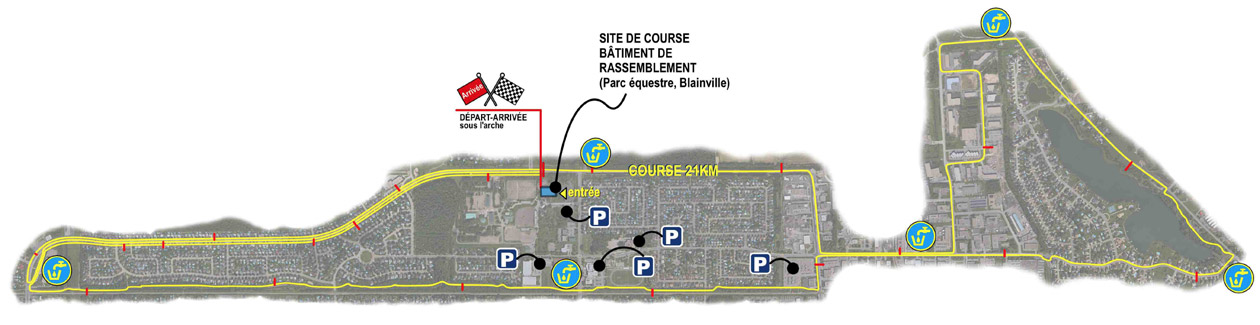 SITE DE COURSE
BÂTIMENT DE
RASSEMBLEMENT
(Parc équestre, Blainville)
Arrivée
DÉPART-ARRIVÉE
sous l'arche
COURSE 21KM
entrée
P
P
P
P
P